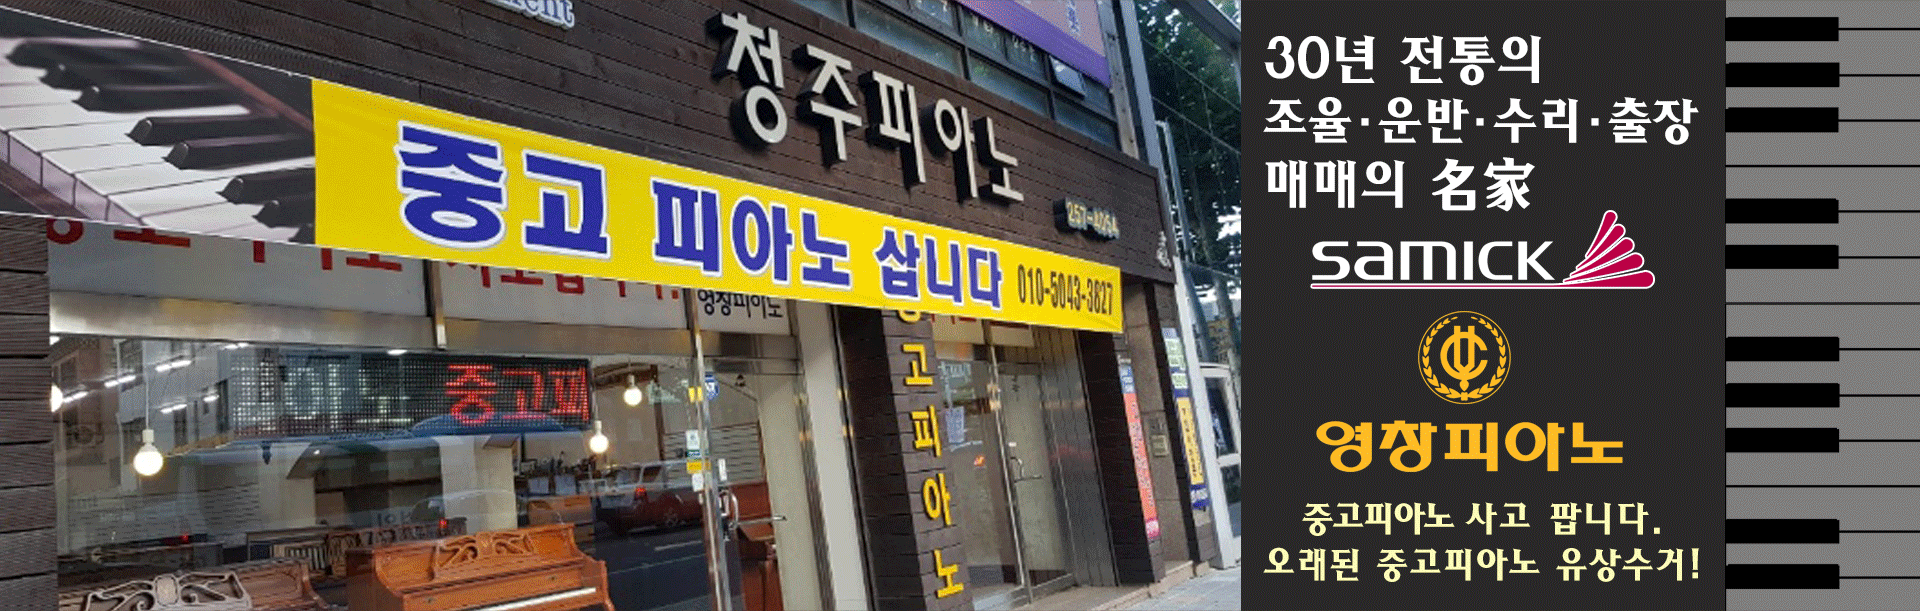 청주피아노
257-4054
중고 피아노 삽니다 010-5043-3827
영창피아노
중고피
중고피아노
30년 전통의
조율·운반·수리·출장
매매의 名家
SAMICK
영창피아노
중고피아노 사고 팝니다.
오래된 중고피아노 유상수거!